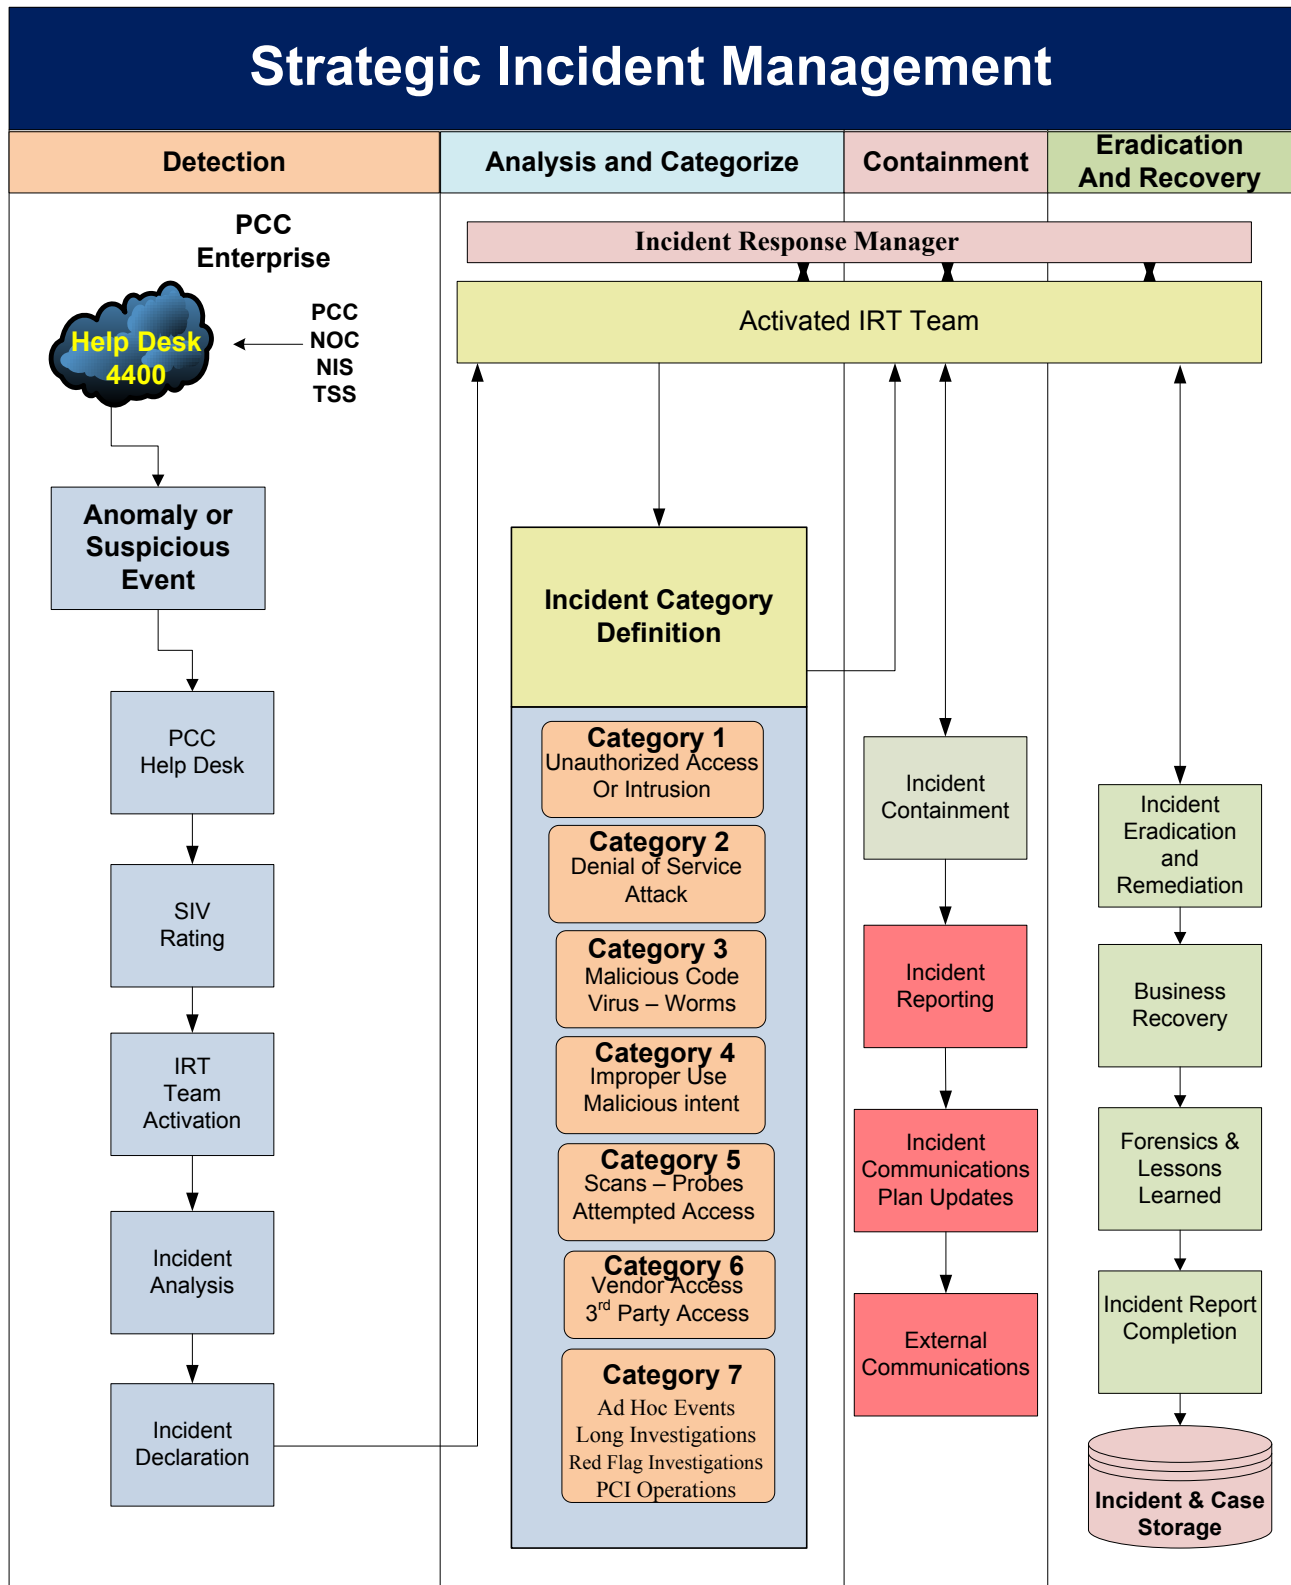 Strategic Incident Management
Detection
Analysis and Categorize
Containment
Eradication
And Recovery
PCC
Enterprise
Help Desk
4400
PCC
NOC
NIS
TSS
Anomaly or
Suspicious
Event
PCC
Help Desk
SIV
Rating
IRT
Team
Activation
Incident
Analysis
Incident
Declaration
Incident Response Manager
Activated IRT Team
Incident Category
Definition
Category 1
Unauthorized Access
Or Intrusion
Category 2
Denial of Service
Attack
Category 3
Malicious Code
Virus – Worms
Category 4
Improper Use
Malicious intent
Category 5
Scans – Probes
Attempted Access
Category 6
Vendor Access
3rd Party Access
Category 7
Ad Hoc Events
Long Investigations
Red Flag Investigations
PCI Operations
Incident
Containment
Incident
Reporting
Incident
Communications
Plan Updates
External
Communications
Incident
Eradication
and
Remediation
Business
Recovery
Forensics &
Lessons
Learned
Incident Report
Completion
Incident & Case
Storage